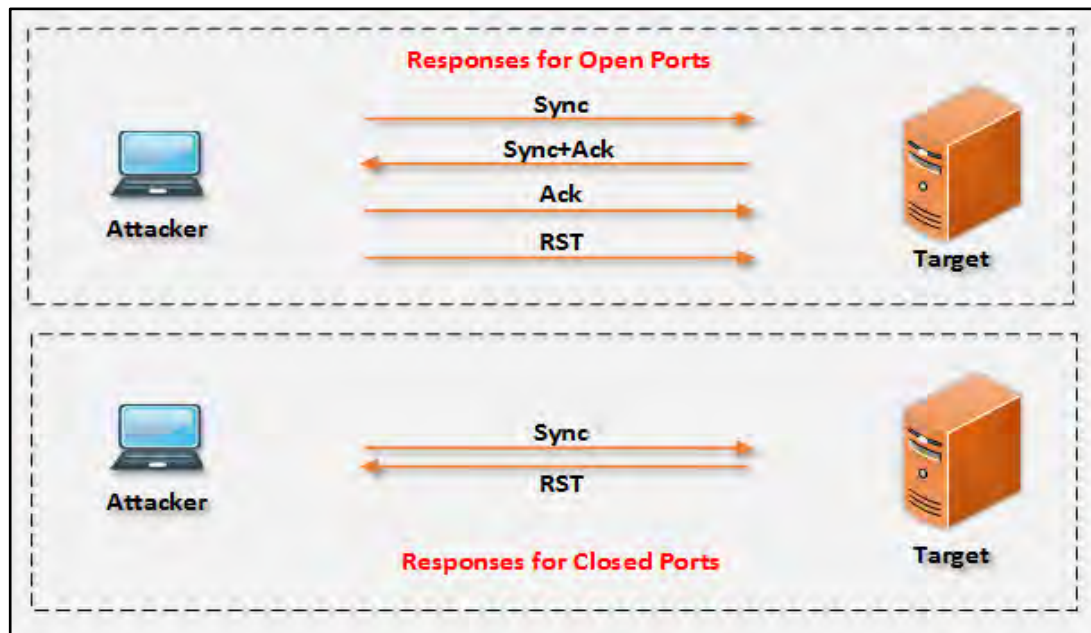 Responses for Open Ports
Sync
Sync+Ack
Ack
RST
Attacker
Target
Sync
RST
Attacker
Target
Responses for Closed Ports